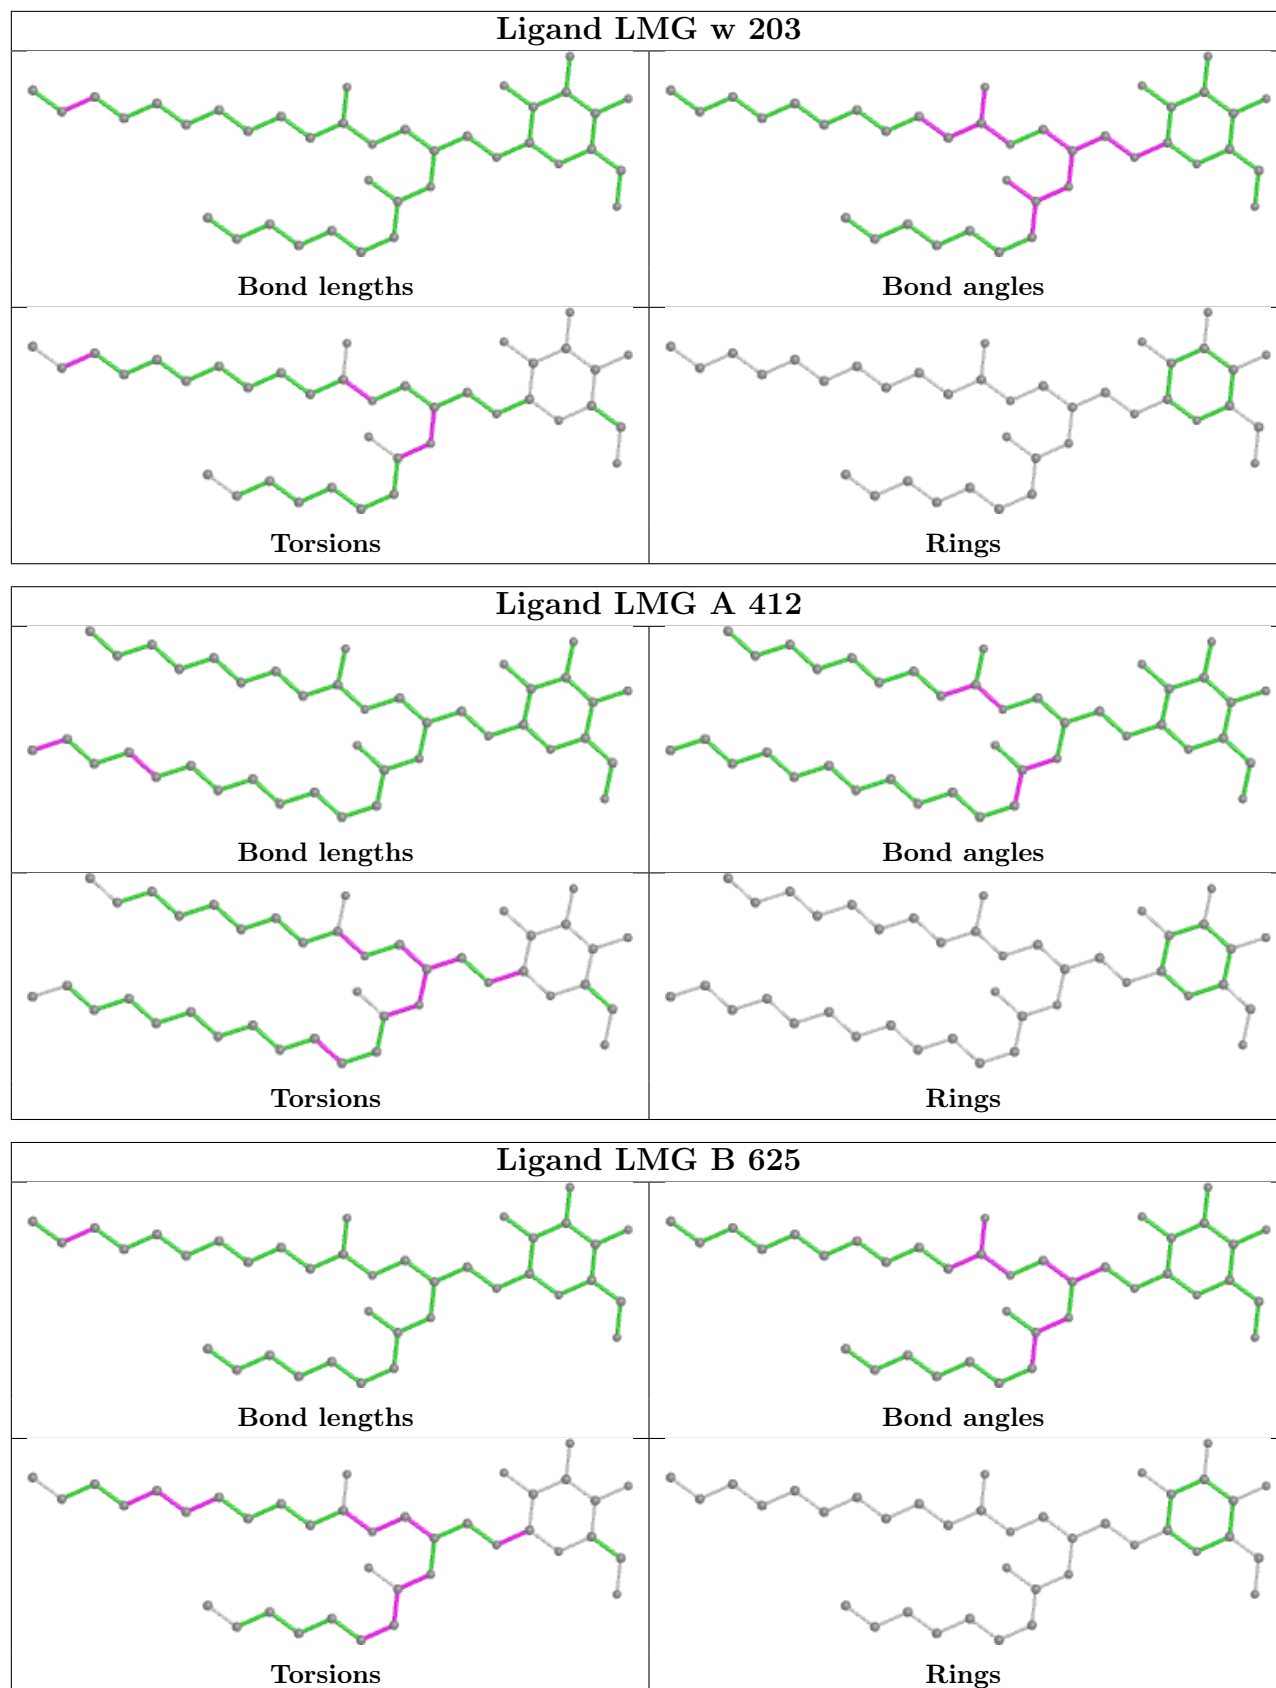 Ligand LMG w 203
Bond lengths
Bond angles
Torsions
Rings
Ligand LMG A 412
Bond lengths
Bond angles
Torsions
Rings
Ligand LMG B 625
Bond lengths
Bond angles
Torsions
Rings